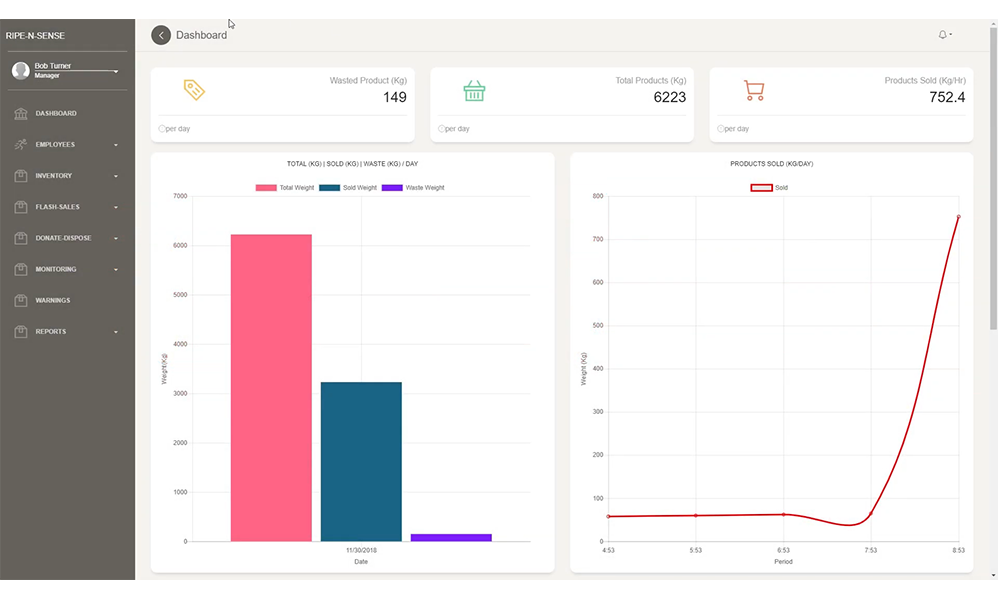 RIPE-N-SENSE
Bob Turner
Manager
DASHBOARD
EMPLOYEES
INVENTORY
FLASH-SALES
DONATE-DISPOSE
MONITORING
WARNINGS
REPORTS
Dashboard
Wasted Product (Kg)
149
per day
Total Products (Kg)
6223
per day
Products Sold (Kg/Hr)
752.4
per day
TOTAL (KG) | SOLD (KG) | WASTE (KG) / DAY
Total Weight Sold Weight Waste Weight
7000
6000
5000
4000
3000
2000
1000
0
Weight(Kg)
11/30/2018
Date
PRODUCTS SOLD (KG/DAY)
Sold
800
700
600
500
400
300
200
100
0
Weight (Kg)
4:53 5:53 6:53 7:53 8:53
Period